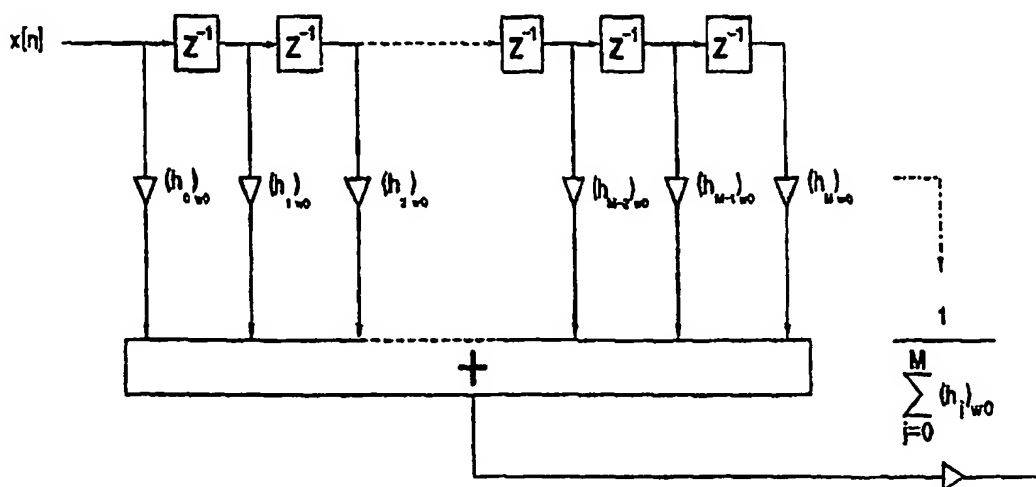 x[n] Z⁻¹ Z⁻¹ Z⁻¹ Z⁻¹ Z⁻¹
(h₀)w0 (h₁)w0 (h₂)w0 (h_M-2)w0 (h_M-1)w0 (h_M)w0
1
+
M
∑ (h_j)w0
j=0